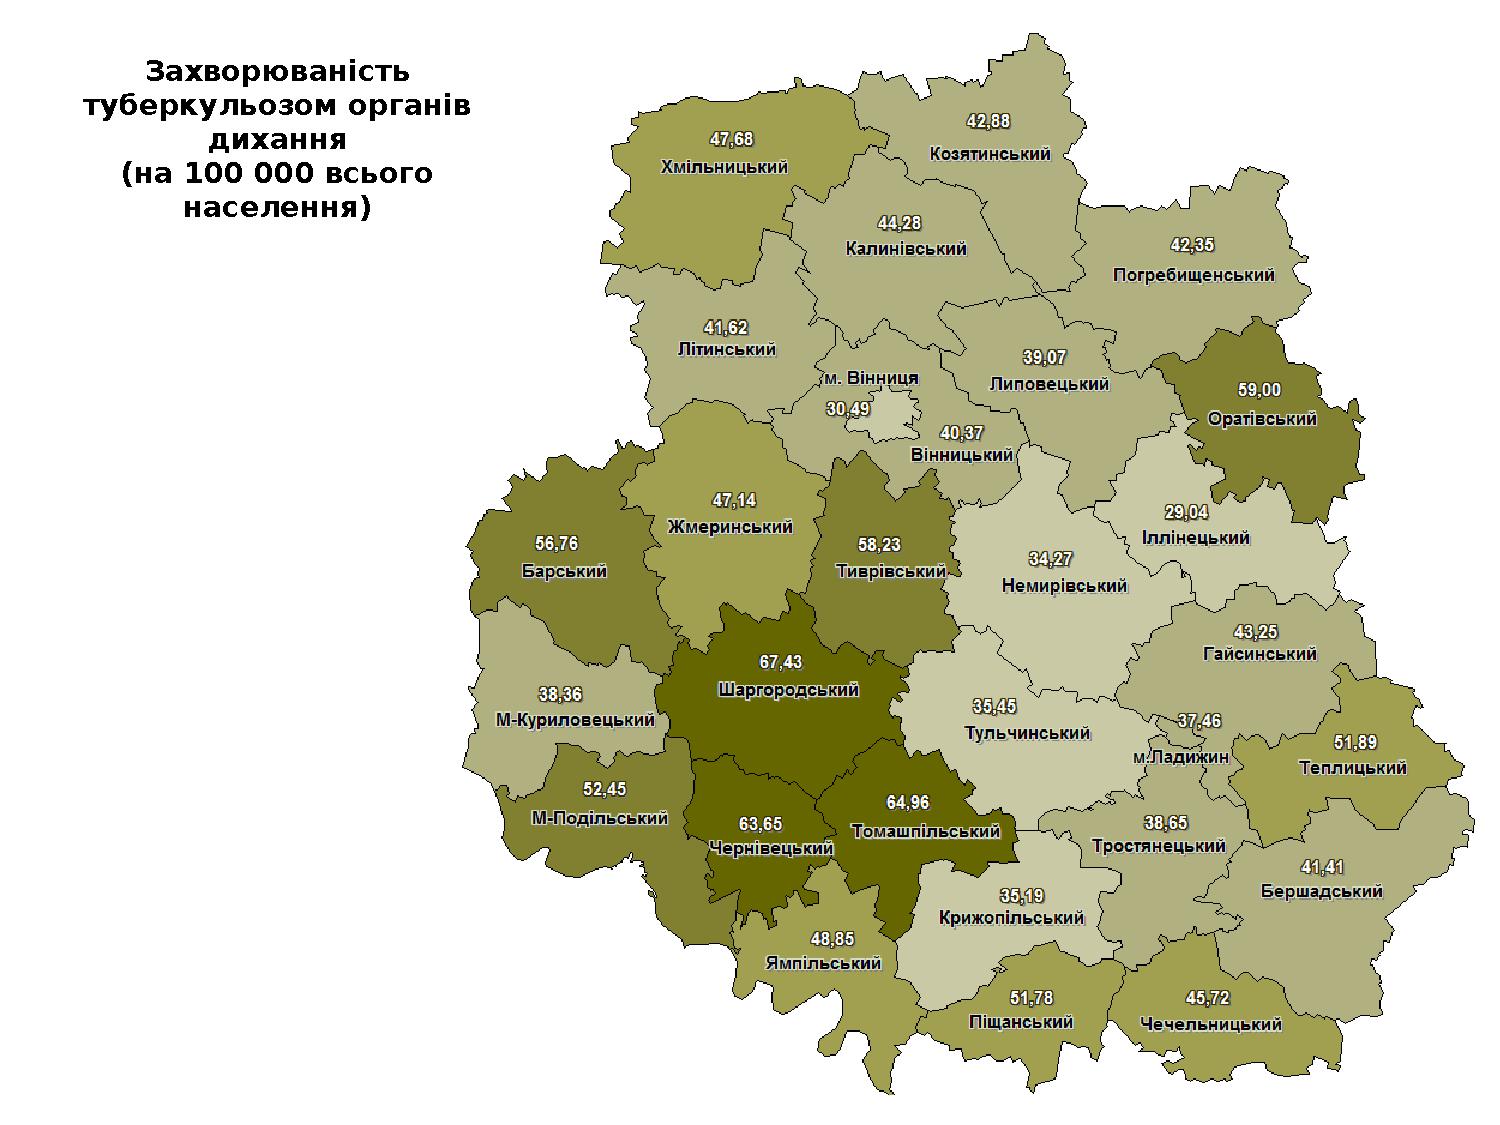 Захворюваність
туберкульозом органів
дихання
(на 100 000 всього
населення)
42,88
Козятинський
47,68
Хмільницький
44,28
Калинівський
42,35
Погребищенський
41,62
Літинський
39,07
Липовецький
м. Вінниця
30,49
59,00
Оратівський
40,37
Вінницький
47,14
Жмеринський
29,04
Іллінецький
56,76
Барський
58,23
Тиврівський
34,27
Немирівський
43,25
Гайсинський
67,43
Шаргородський
38,36
М-Куриловецький
35,45
Тульчинський
37,46
м.Ладижин
51,89
Теплицький
52,45
М-Подільський
64,96
Томашпільський
63,65
Чернівецький
38,65
Тростянецький
41,41
Бершадський
35,19
Крижопільський
48,85
Ямпільський
51,78
Піщанський
45,72
Чечельницький